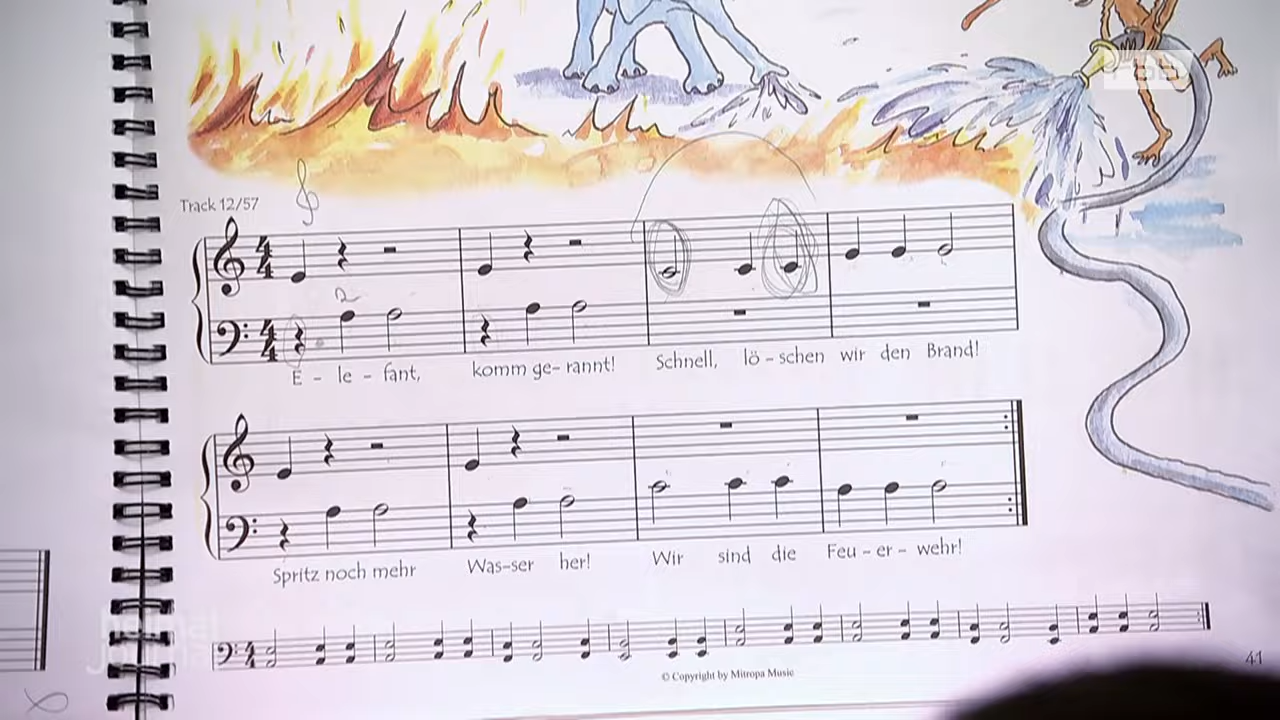 Track 12/57
2
E - le - fant, komm ge- rannt! Schnell, lö - schen wir den Brand!
Spritz noch mehr Was-ser her! Wir sind die Feu - er - wehr!
© Copyright by Mitropa Music
41